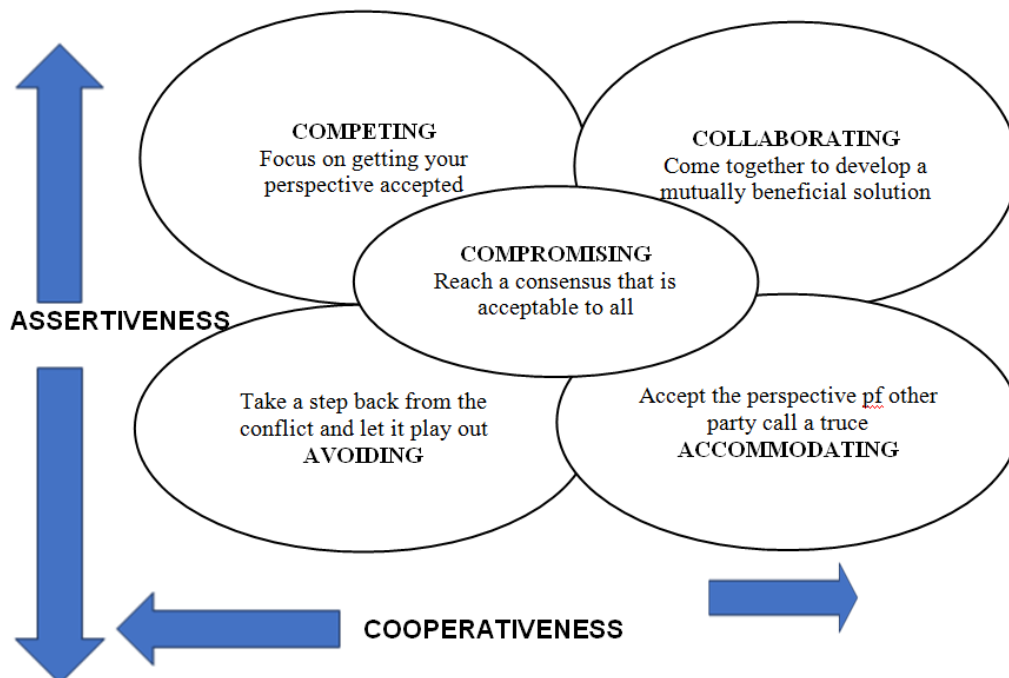 COMPETING
Focus on getting your
perspective accepted
COLLABORATING
Come together to develop a
mutually beneficial solution
COMPROMISING
Reach a consensus that is
acceptable to all
ASSERTIVENESS
Take a step back from the
conflict and let it play out
AVOIDING
Accept the perspective pf other
party call a truce
ACCOMMODATING
COOPERATIVENESS